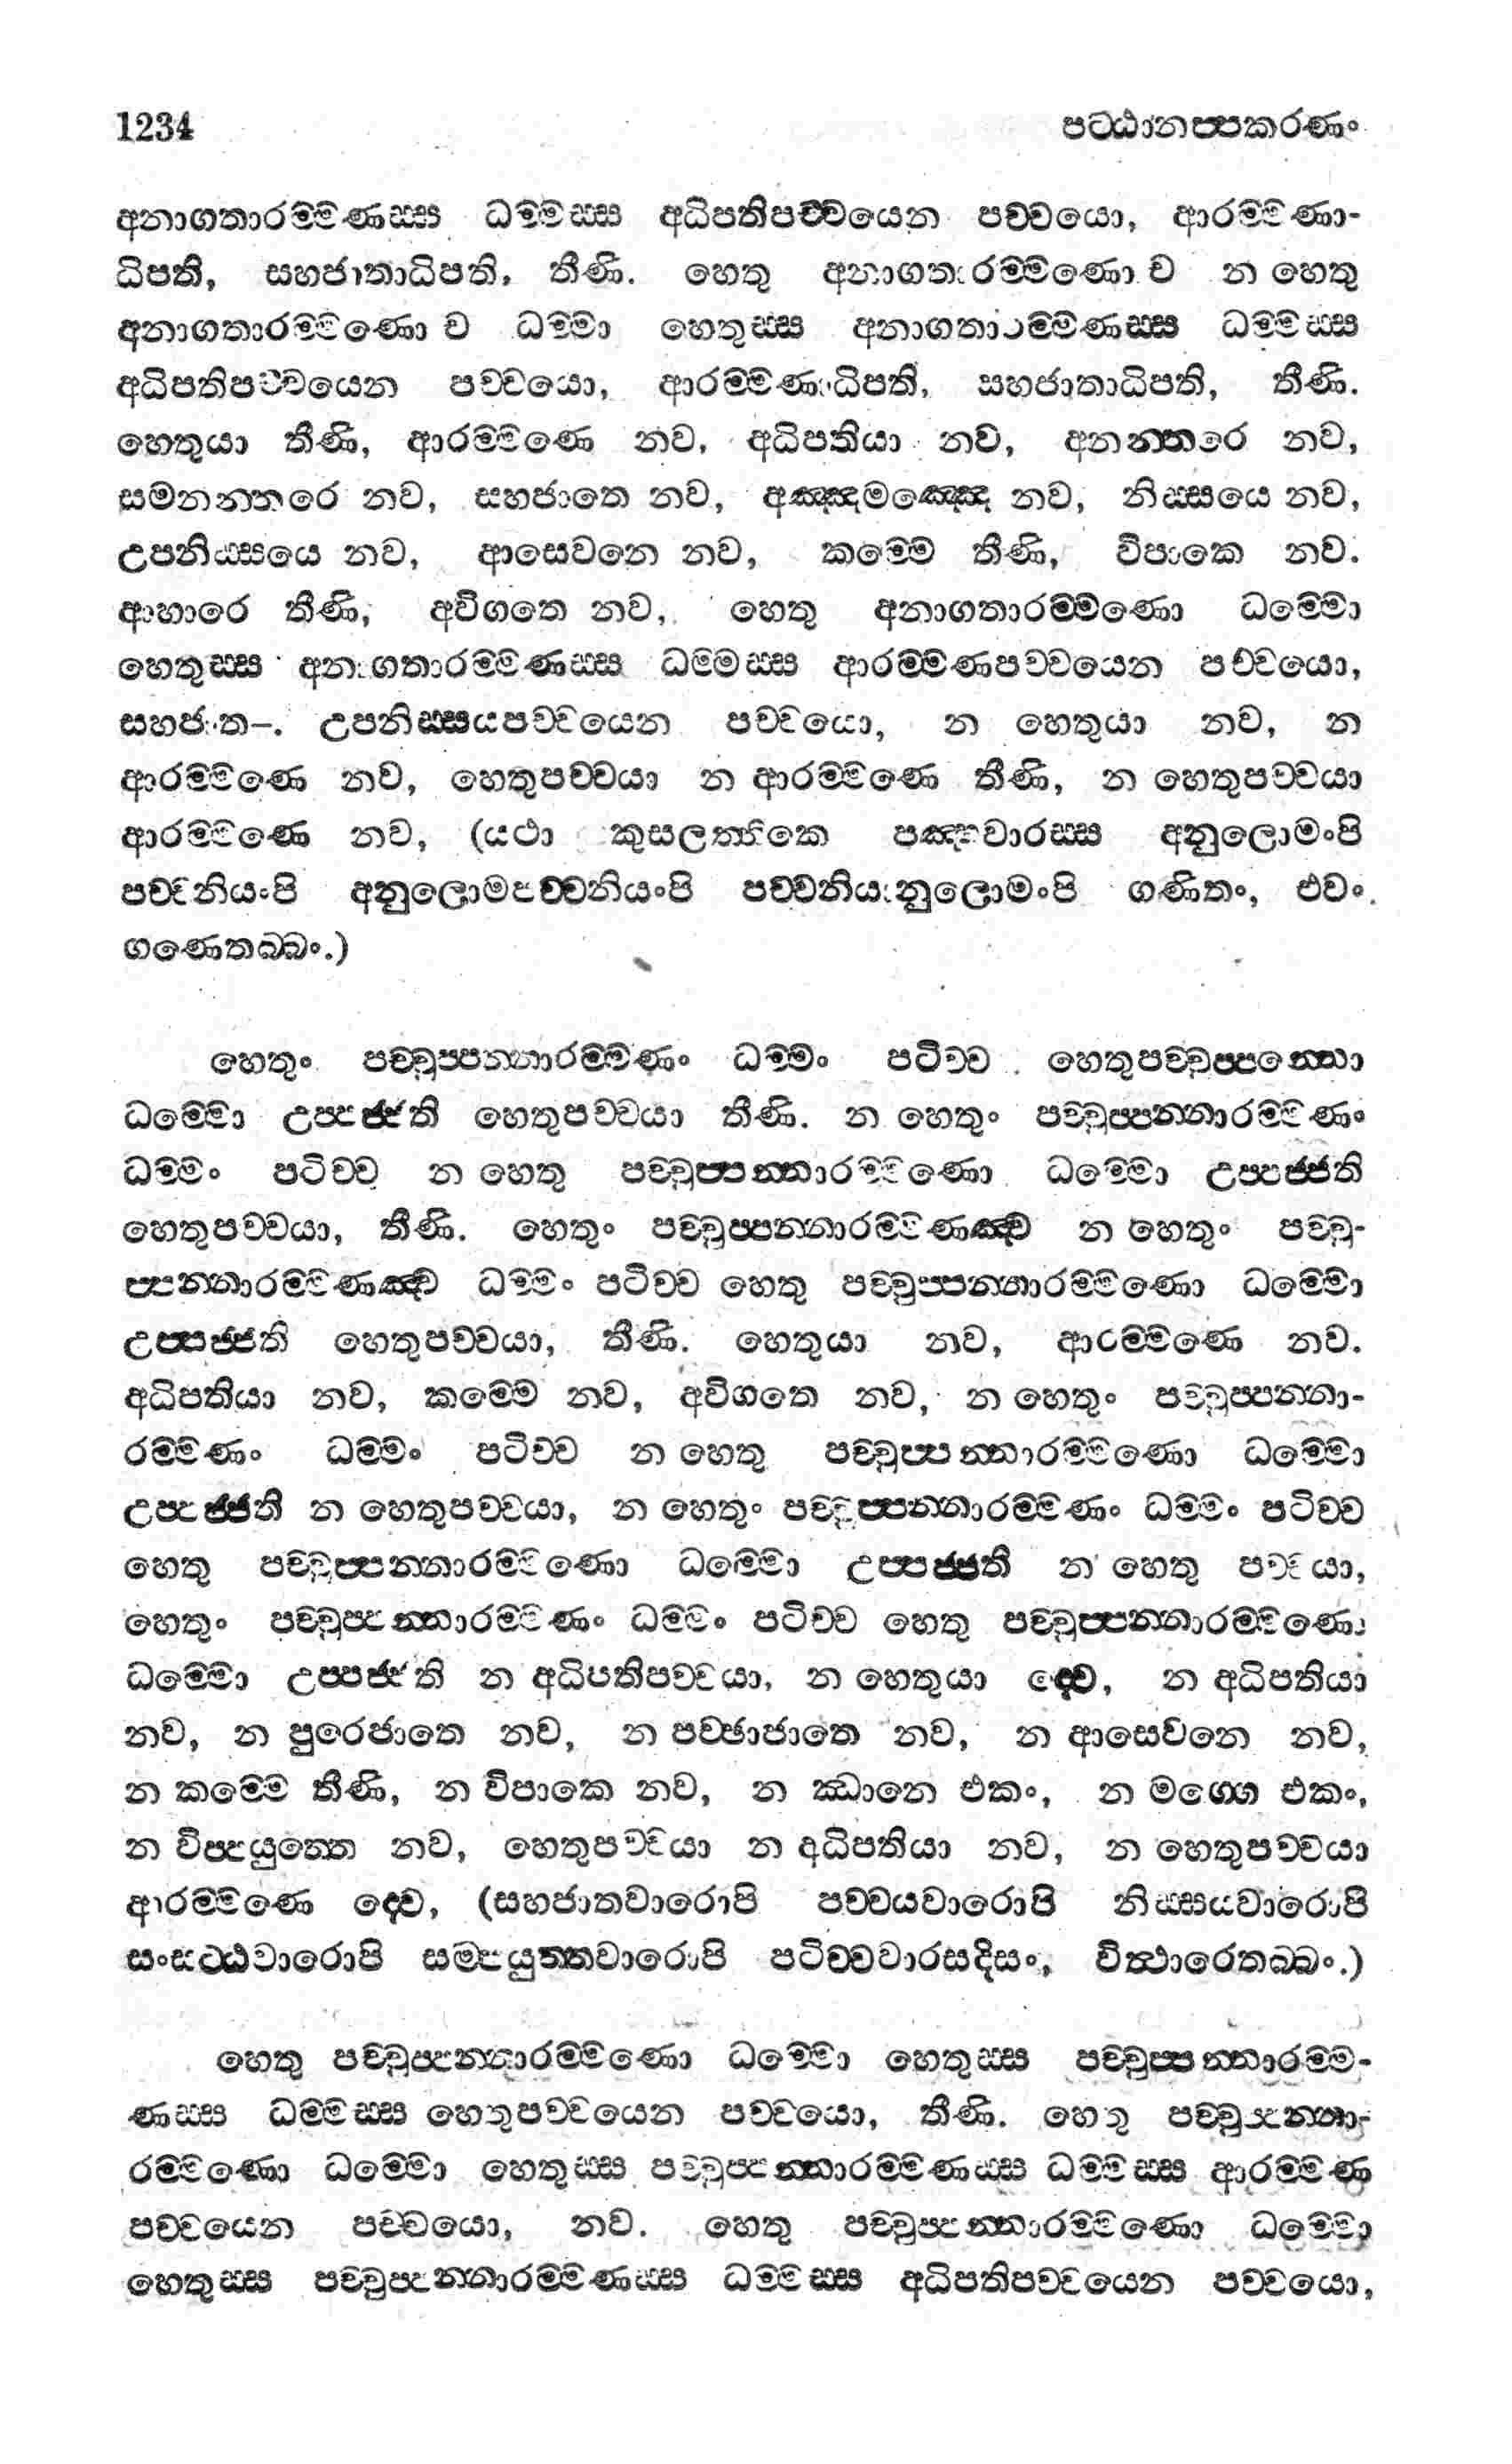 1234 පට්ඨානප්පකරණං
අනාගතාරම්මණස්ස ධම්මස්ස අධිපතිපච්චයෙන පච්චයො, ආරම්මණා-
ධිපති, සහජාතාධිපති, තීණි. හෙතු අනාගතාරම්මණො ච න හෙතු
අනාගතාරම්මණො ච ධම්මා හෙතුස්ස අනාගතාරම්මණස්ස ධම්මස්ස
අධිපතිපච්චයෙන පච්චයො, ආරම්මණාධිපති, සහජාතාධිපති, තීණි.
හෙතුයා තීණි, ආරම්මණෙ නව, අධිපතියා නව, අනන්තරෙ නව,
සමනන්තරෙ නව, සහජාතෙ නව, අඤ්ඤමඤ්ඤෙ නව, නිස්සයෙ නව,
උපනිස්සයෙ නව, ආසෙවනෙ නව, කම්මෙ තීණි, විපාකෙ නව.
ආහාරෙ තීණි, අවිගතෙ නව, හෙතු අනාගතාරම්මණො ධම්මො
හෙතුස්ස අනාගතාරම්මණස්ස ධම්මස්ස ආරම්මණපච්චයෙන පච්චයො,
සහජාත–. උපනිස්සයපච්චයෙන පච්චයො, න හෙතුයා නව, න
ආරම්මණෙ නව, හෙතුපච්චයා න ආරම්මණෙ තීණි, න හෙතුපච්චයා
ආරම්මණෙ නව, (යථා කුසලත්තිකෙ පඤ්හවාරස්ස අනුලොමංපි
පච්චනියංපි අනුලොමපච්චනියංපි පච්චනියානුලොමංපි ගණිතං, එවං
ගණෙතබ්බං.)
හෙතුං පච්චුප්පන්නාරම්මණං ධම්මං පටිච්ච හෙතුපච්චුප්පන්නො
ධම්මො උප්පජ්ජති හෙතුපච්චයා තීණි. න හෙතුං පච්චුප්පන්නාරම්මණං
ධම්මං පටිච්ච න හෙතු පච්චුප්පන්නාරම්මණො ධම්මො උප්පජ්ජති
හෙතුපච්චයා, තීණි. හෙතුං පච්චුප්පන්නාරම්මණඤ්ච න හෙතුං පච්චු-
ප්පන්නාරම්මණඤ්ච ධම්මං පටිච්ච හෙතු පච්චුප්පන්නාරම්මණො ධම්මො
උප්පජ්ජති හෙතුපච්චයා, තීණි. හෙතුයා නව, ආරම්මණෙ නව.
අධිපතියා නව, කම්මෙ නව, අවිගතෙ නව, න හෙතුං පච්චුප්පන්නා-
රම්මණං ධම්මං පටිච්ච න හෙතු පච්චුප්පන්නාරම්මණො ධම්මො
උප්පජ්ජති න හෙතුපච්චයා, න හෙතුං පච්චුප්පන්නාරම්මණං ධම්මං පටිච්ච
හෙතු පච්චුප්පන්නාරම්මණො ධම්මො උප්පජ්ජති න හෙතු පච්චයා,
හෙතුං පච්චුප්පන්නාරම්මණං ධම්මං පටිච්ච හෙතු පච්චුප්පන්නාරම්මණො
ධම්මො උප්පජ්ජති න අධිපතිපච්චයා, න හෙතුයා ද්වෙ, න අධිපතියා
නව, න පුරෙජාතෙ නව, න පච්ඡාජාතෙ නව, න ආසෙවනෙ නව,
න කම්මෙ තීණි, න විපාකෙ නව, න ඣානෙ එකං, න මග්ගෙ එකං,
න විප්පයුත්තෙ නව, හෙතුපච්චයා න අධිපතියා නව, න හෙතුපච්චයා
ආරම්මණෙ ද්වෙ, (සහජාතවාරොපි පච්චයවාරොපි නිස්සයවාරොපි
සංසට්ඨවාරොපි සම්පයුත්තවාරොපි පටිච්චවාරසදිසං, විත්ථාරෙතබ්බං.)
හෙතු පච්චුප්පන්නාරම්මණො ධම්මො හෙතුස්ස පච්චුප්පන්නාරම්ම-
ණස්ස ධම්මස්ස හෙතුපච්චයෙන පච්චයො, තීණි. හෙතු පච්චුප්පන්නා-
රම්මණො ධම්මො හෙතුස්ස පච්චුප්පන්නාරම්මණස්ස ධම්මස්ස ආරම්මණ
පච්චයෙන පච්චයො, නව. හෙතු පච්චුප්පන්නාරම්මණො ධම්මො
හෙතුස්ස පච්චුප්පන්නාරම්මණස්ස ධම්මස්ස අධිපතිපච්චයෙන පච්චයො,